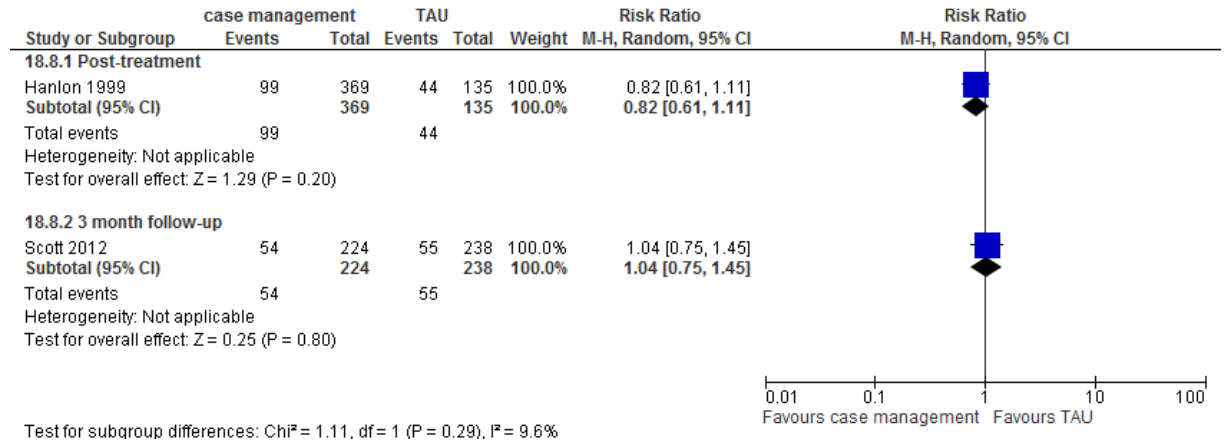 case management TAU Risk Ratio Risk Ratio
Study or Subgroup Events Total Events Total Weight M-H, Random, 95% CI M-H, Random, 95% CI
18.8.1 Post-treatment
Hanlon 1999 99 369 44 135 100.0% 0.82 [0.61, 1.11]
Subtotal (95% CI) 369 135 100.0% 0.82 [0.61, 1.11]
Total events 99 44
Heterogeneity: Not applicable
Test for overall effect: Z = 1.29 (P = 0.20)
18.8.2 3 month follow-up
Scott 2012 54 224 55 238 100.0% 1.04 [0.75, 1.45]
Subtotal (95% CI) 224 238 100.0% 1.04 [0.75, 1.45]
Total events 54 55
Heterogeneity: Not applicable
Test for overall effect: Z = 0.25 (P = 0.80)
0.01 0.1 1 10 100
Favours case management Favours TAU
Test for subgroup differences: Chi² = 1.11, df = 1 (P = 0.29), I² = 9.6%